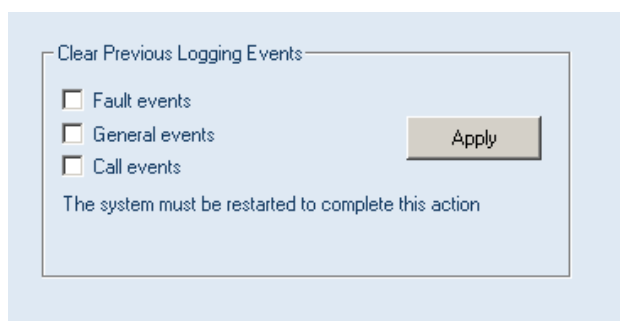 Clear Previous Logging Events
Fault events
General events
Apply
Call events
The system must be restarted to complete this action